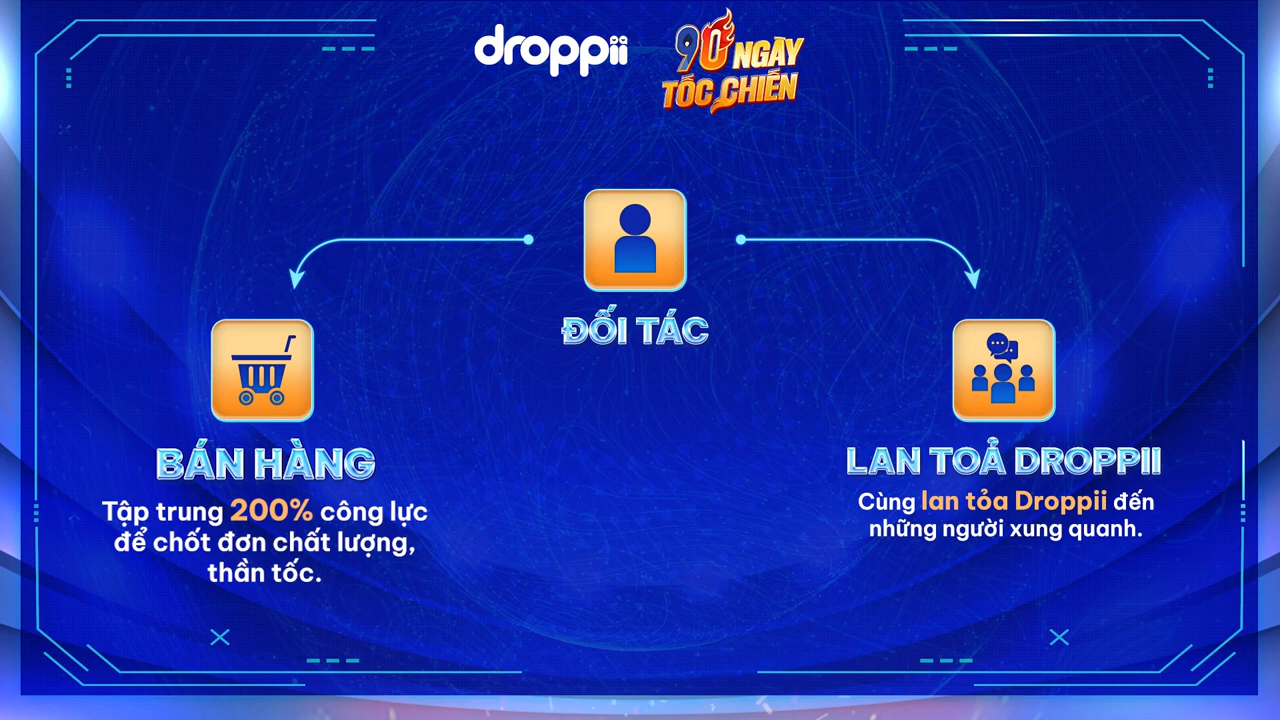 droppii
90 NGÀY
TỐC CHIẾN
ĐỐI TÁC
BÁN HÀNG
Tập trung 200% công lực
để chốt đơn chất lượng,
thần tốc.
LAN TOẢ DROPPII
Cùng lan tỏa Droppii đến
những người xung quanh.